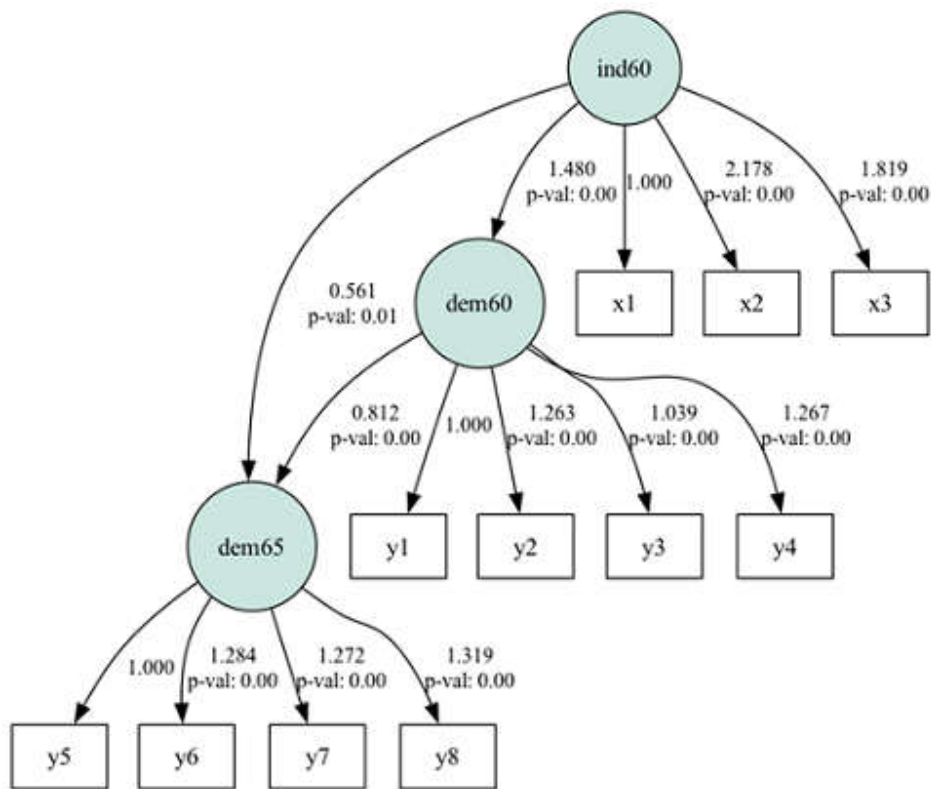 ind60
1.480
p-val: 0.00
1.000
2.178
p-val: 0.00
1.819
p-val: 0.00
0.561
p-val: 0.01
dem60
x1
x2
x3
0.812
p-val: 0.00
1.000
1.263
p-val: 0.00
1.039
p-val: 0.00
1.267
p-val: 0.00
dem65
y1
y2
y3
y4
1.000
1.284
p-val: 0.00
1.272
p-val: 0.00
1.319
p-val: 0.00
y5
y6
y7
y8